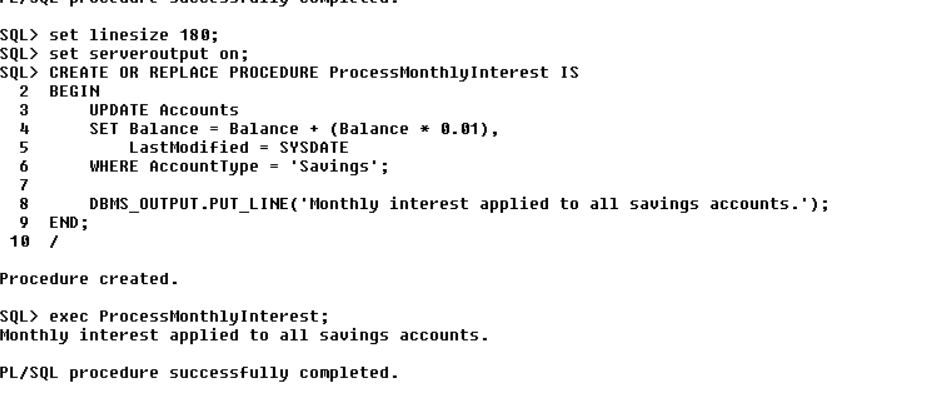 PL/SQL procedure successfully completed.
SQL> set linesize 180;
SQL> set serveroutput on;
SQL> CREATE OR REPLACE PROCEDURE ProcessMonthlyInterest IS
  2  BEGIN
  3      UPDATE Accounts
  4      SET Balance = Balance + (Balance * 0.01),
  5          LastModified = SYSDATE
  6      WHERE AccountType = 'Savings';
  7
  8      DBMS_OUTPUT.PUT_LINE('Monthly interest applied to all savings accounts.');
  9  END;
 10  /
Procedure created.
SQL> exec ProcessMonthlyInterest;
Monthly interest applied to all savings accounts.
PL/SQL procedure successfully completed.